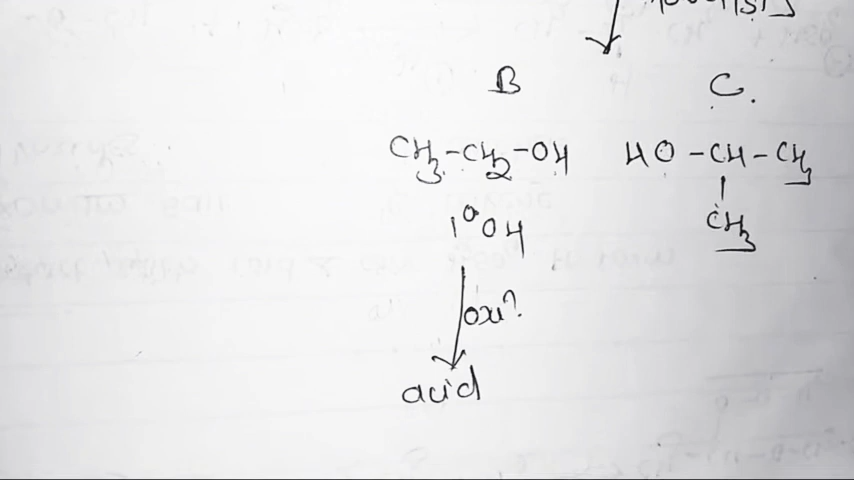 B C.
CH3-CH2-OH HO-CH-CH3
CH3
1°OH
oxn
acid